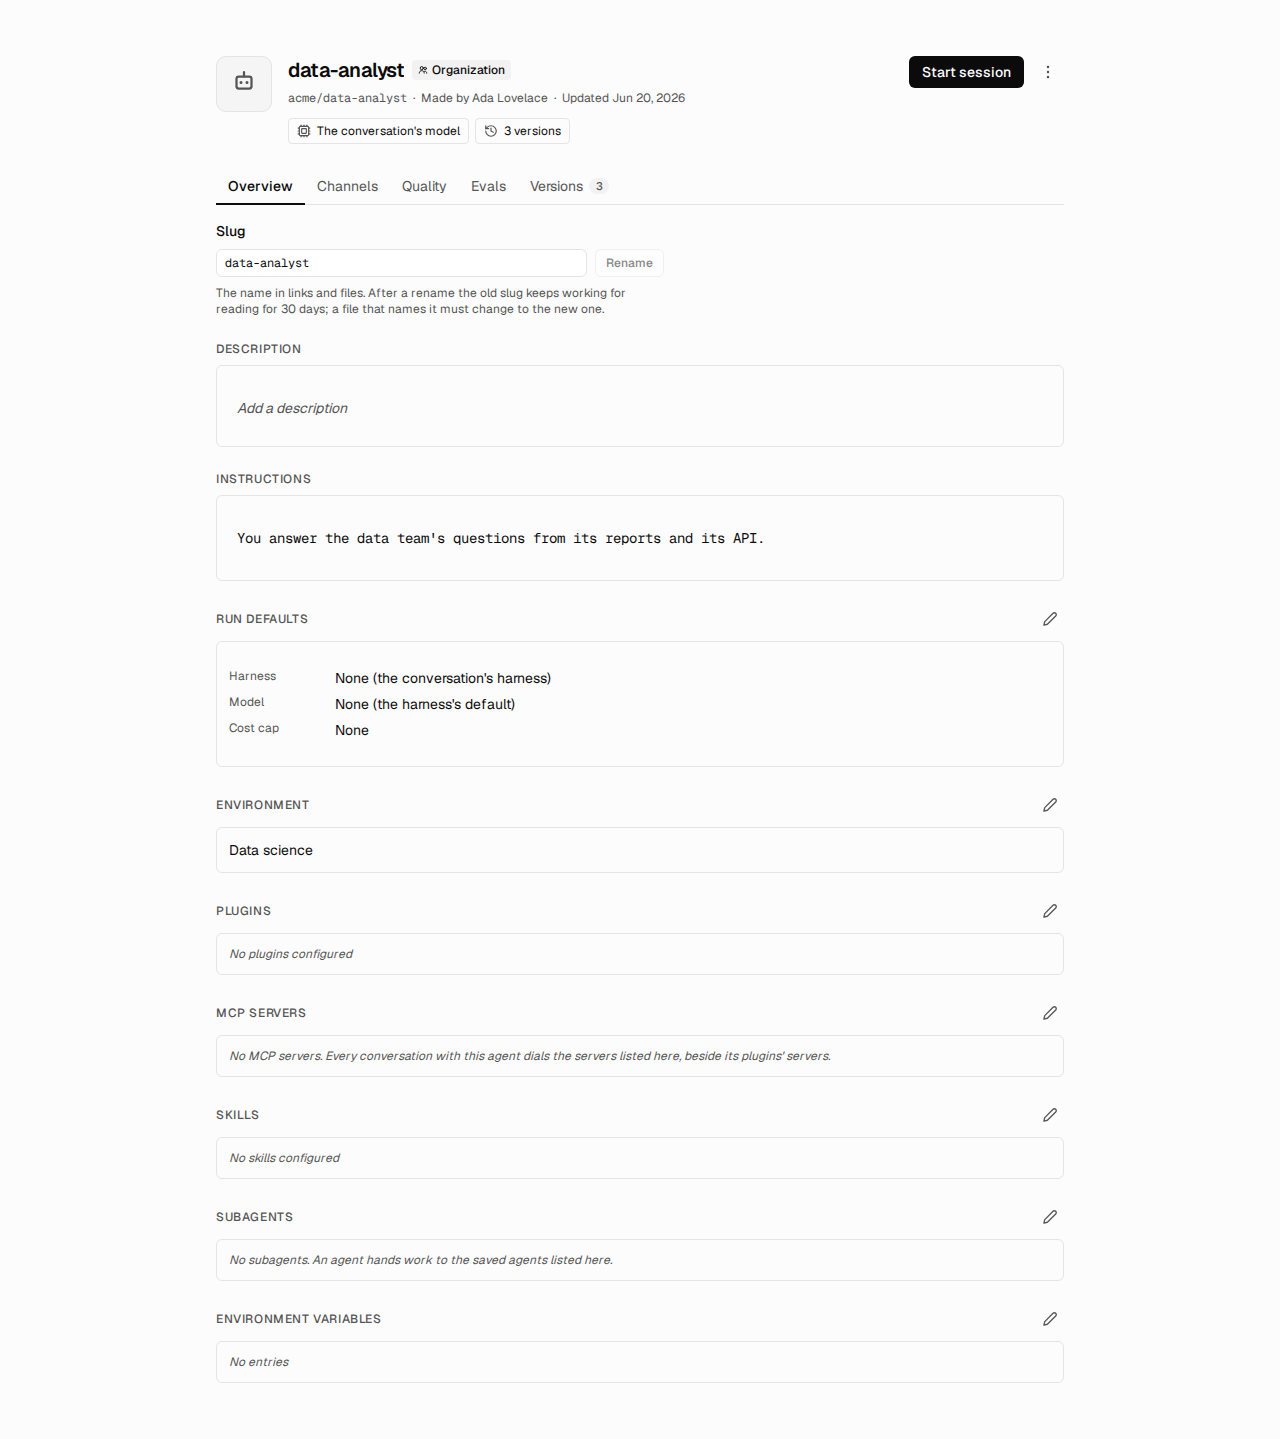 data-analyst
Organization
Start session
acme/data-analyst · Made by Ada Lovelace · Updated Jun 20, 2026
The conversation's model
3 versions
Overview
Channels
Quality
Evals
Versions 3
Slug
data-analyst
Rename
The name in links and files. After a rename the old slug keeps working for
reading for 30 days; a file that names it must change to the new one.
DESCRIPTION
Add a description
INSTRUCTIONS
You answer the data team's questions from its reports and its API.
RUN DEFAULTS
Harness None (the conversation's harness)
Model None (the harness's default)
Cost cap None
ENVIRONMENT
Data science
PLUGINS
No plugins configured
MCP SERVERS
No MCP servers. Every conversation with this agent dials the servers listed here, beside its plugins' servers.
SKILLS
No skills configured
SUBAGENTS
No subagents. An agent hands work to the saved agents listed here.
ENVIRONMENT VARIABLES
No entries